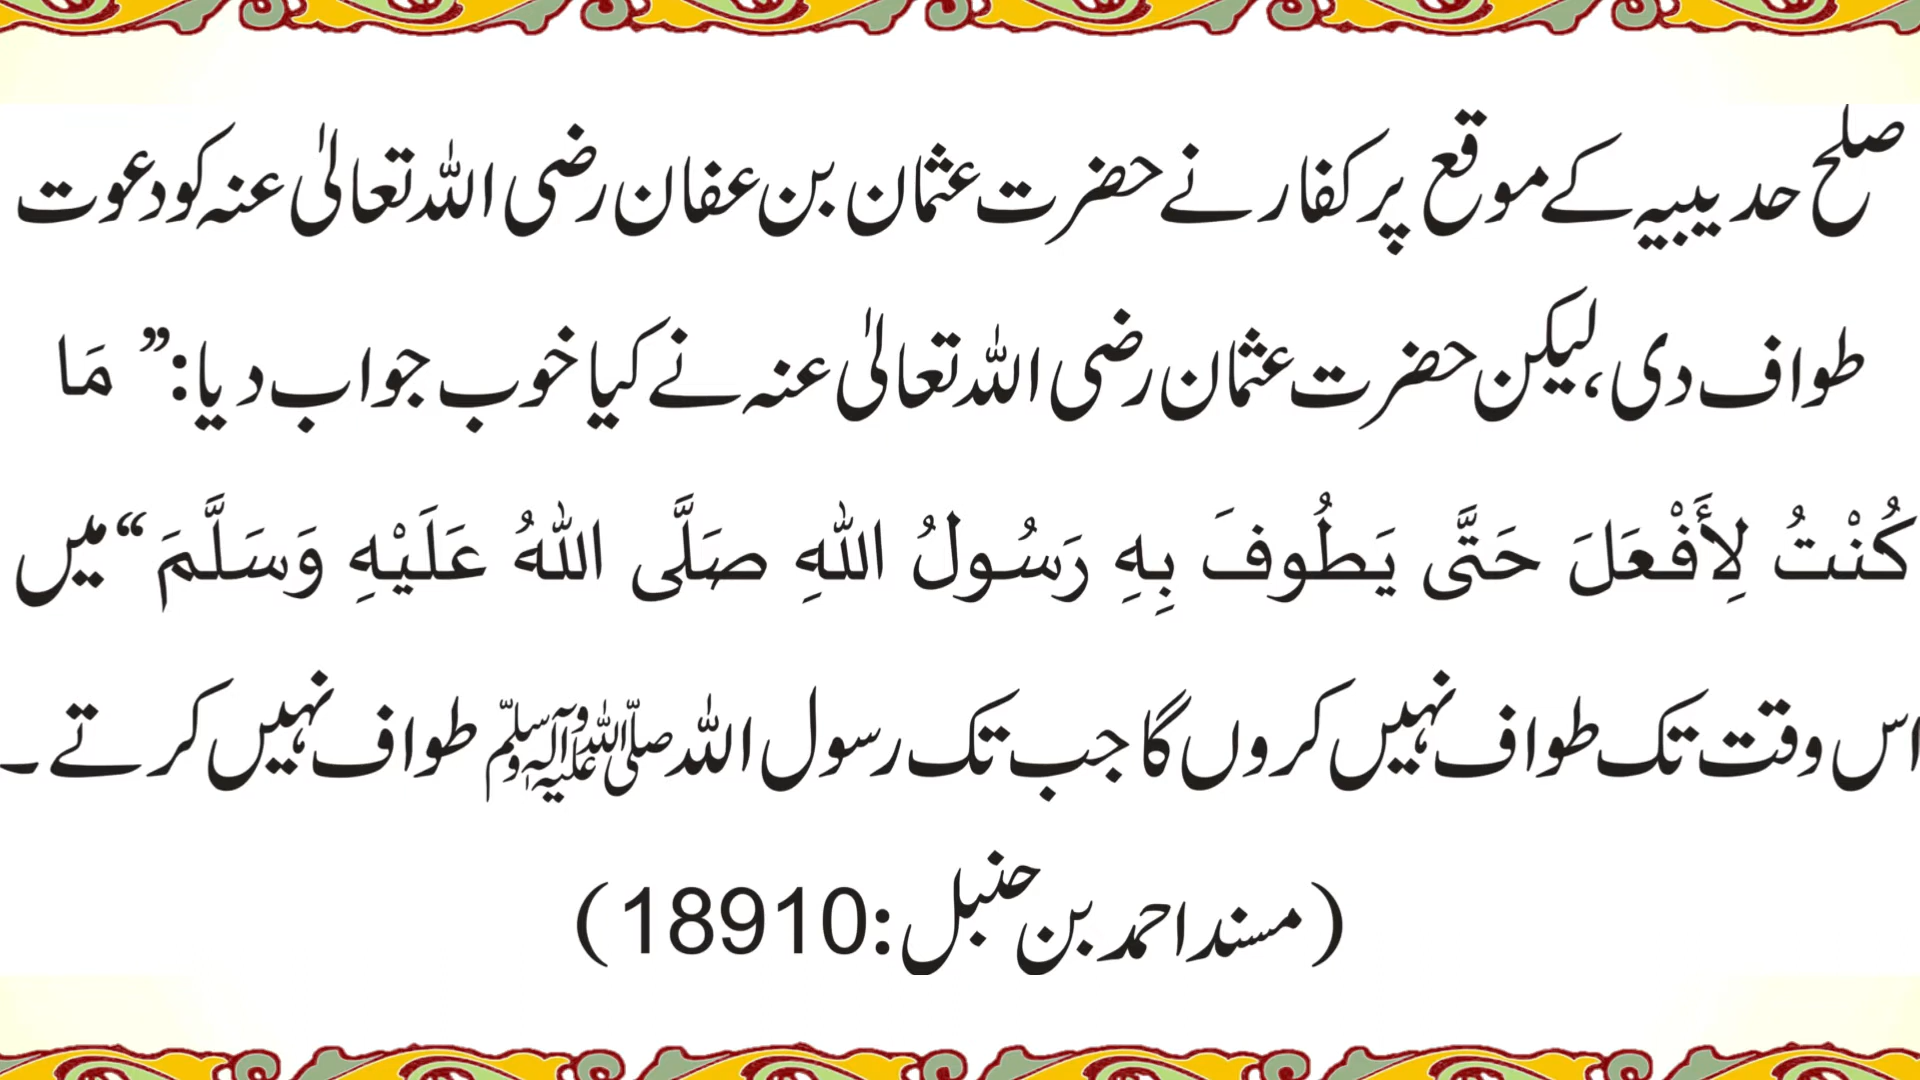 صلح حدیبیہ کے موقع پر کفار نے حضرت عثمان بن عفان رضی اللہ تعالیٰ عنہ کو دعوت
طواف دی، لیکن حضرت عثمان رضی اللہ تعالیٰ عنہ نے کیا خوب جواب دیا: ”مَا
كُنْتُ لِأَفْعَلَ حَتَّى يَطُوفَ بِهِ رَسُولُ اللهِ صَلَّى اللهُ عَلَيْهِ وَسَلَّمَ“ میں
اس وقت تک طواف نہیں کروں گا جب تک رسول اللہ صلی اللہ علیہ وآلہ وسلم طواف نہیں کرتے۔
(مسند احمد بن حنبل: 18910)